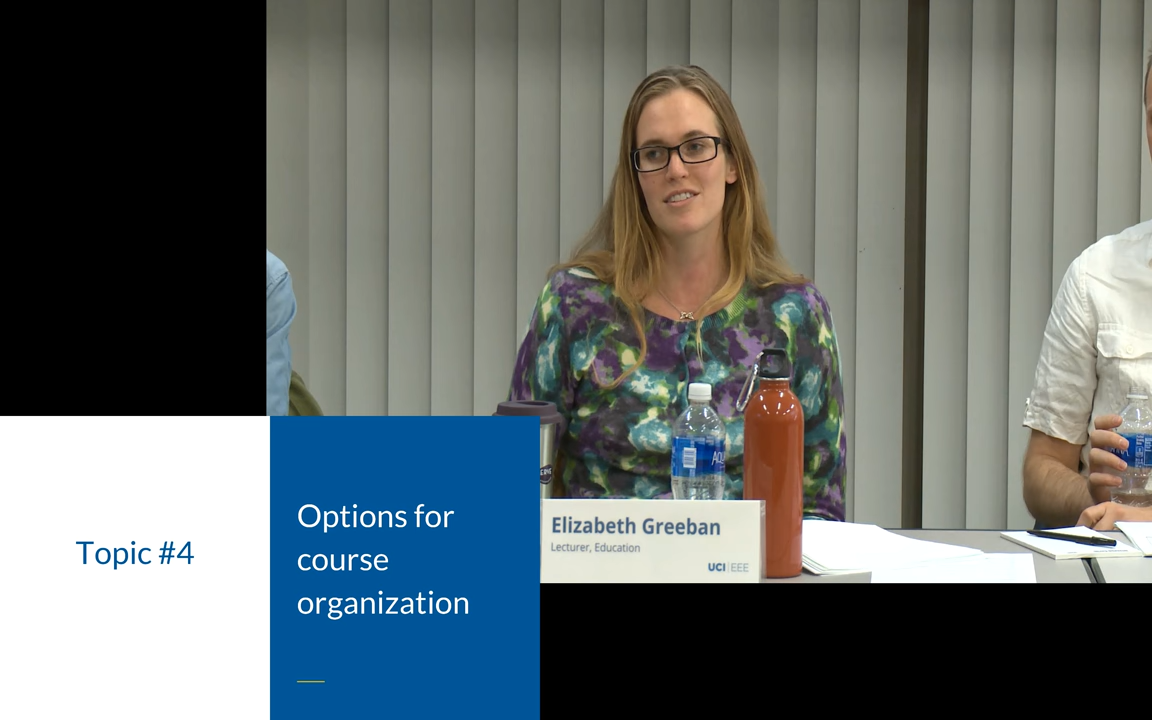 Elizabeth Greeban
Lecturer, Education
UCI EEE
Topic #4
Options for
course
organization